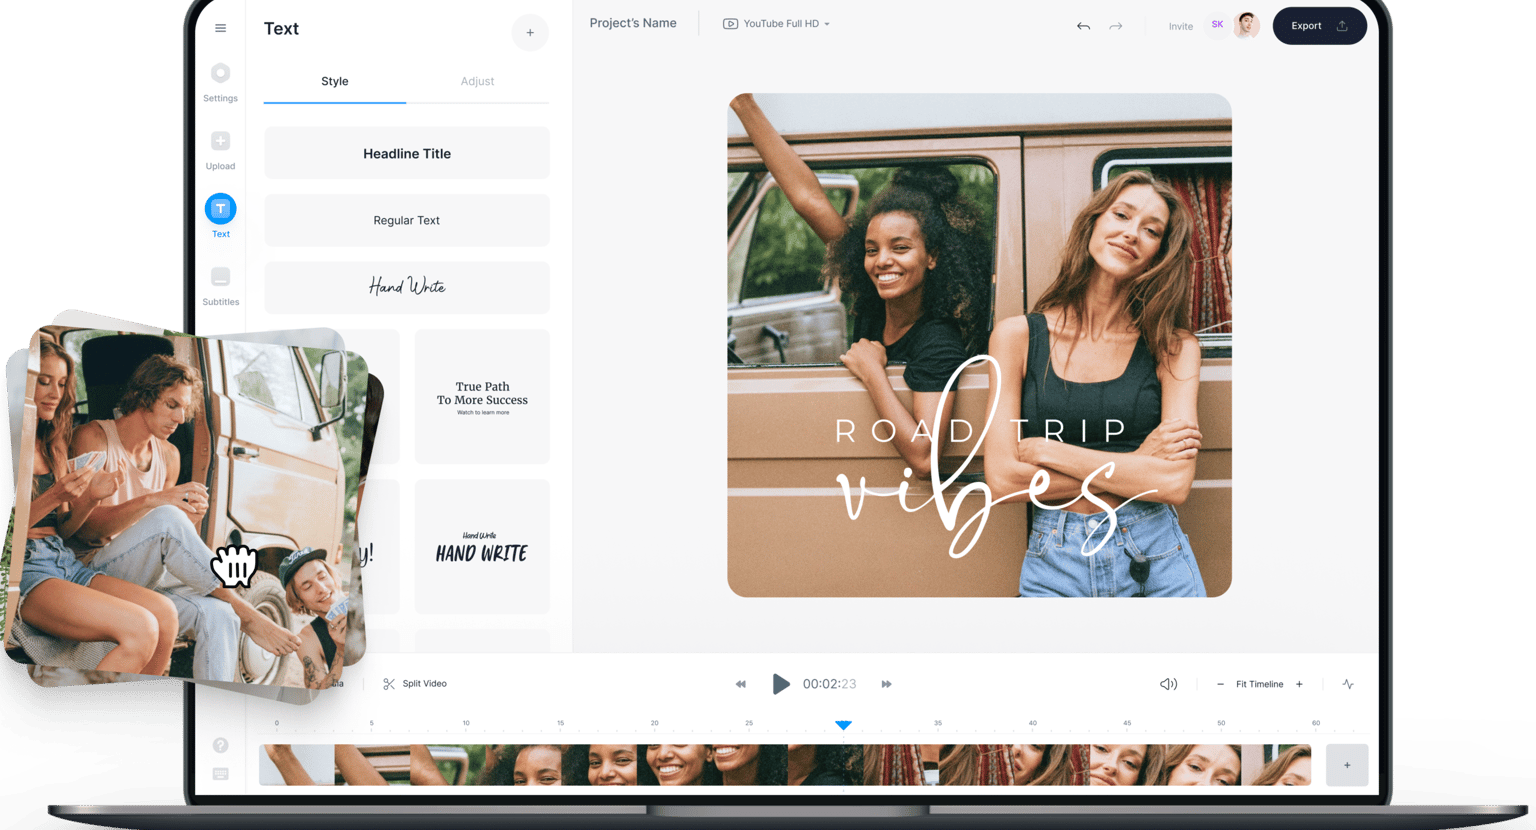 Text
+
Project's Name
YouTube Full HD
Invite
SK
Export
Settings
Upload
T
Text
Subtitles
Style
Adjust
Headline Title
Regular Text
Hand Write
True Path
To More Success
Watch to learn more
y!
Hand Write
HAND WRITE
ROAD TRIP
vibes
Split Video
00:02:23
− Fit Timeline +
0 5 10 15 20 25 35 40 45 50 60
?
+